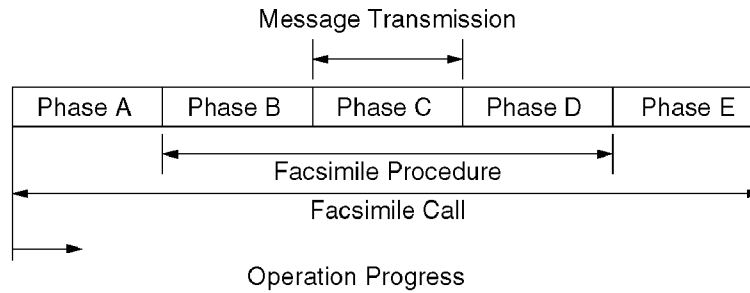 Message Transmission
Phase A Phase B Phase C Phase D Phase E
Facsimile Procedure
Facsimile Call
Operation Progress